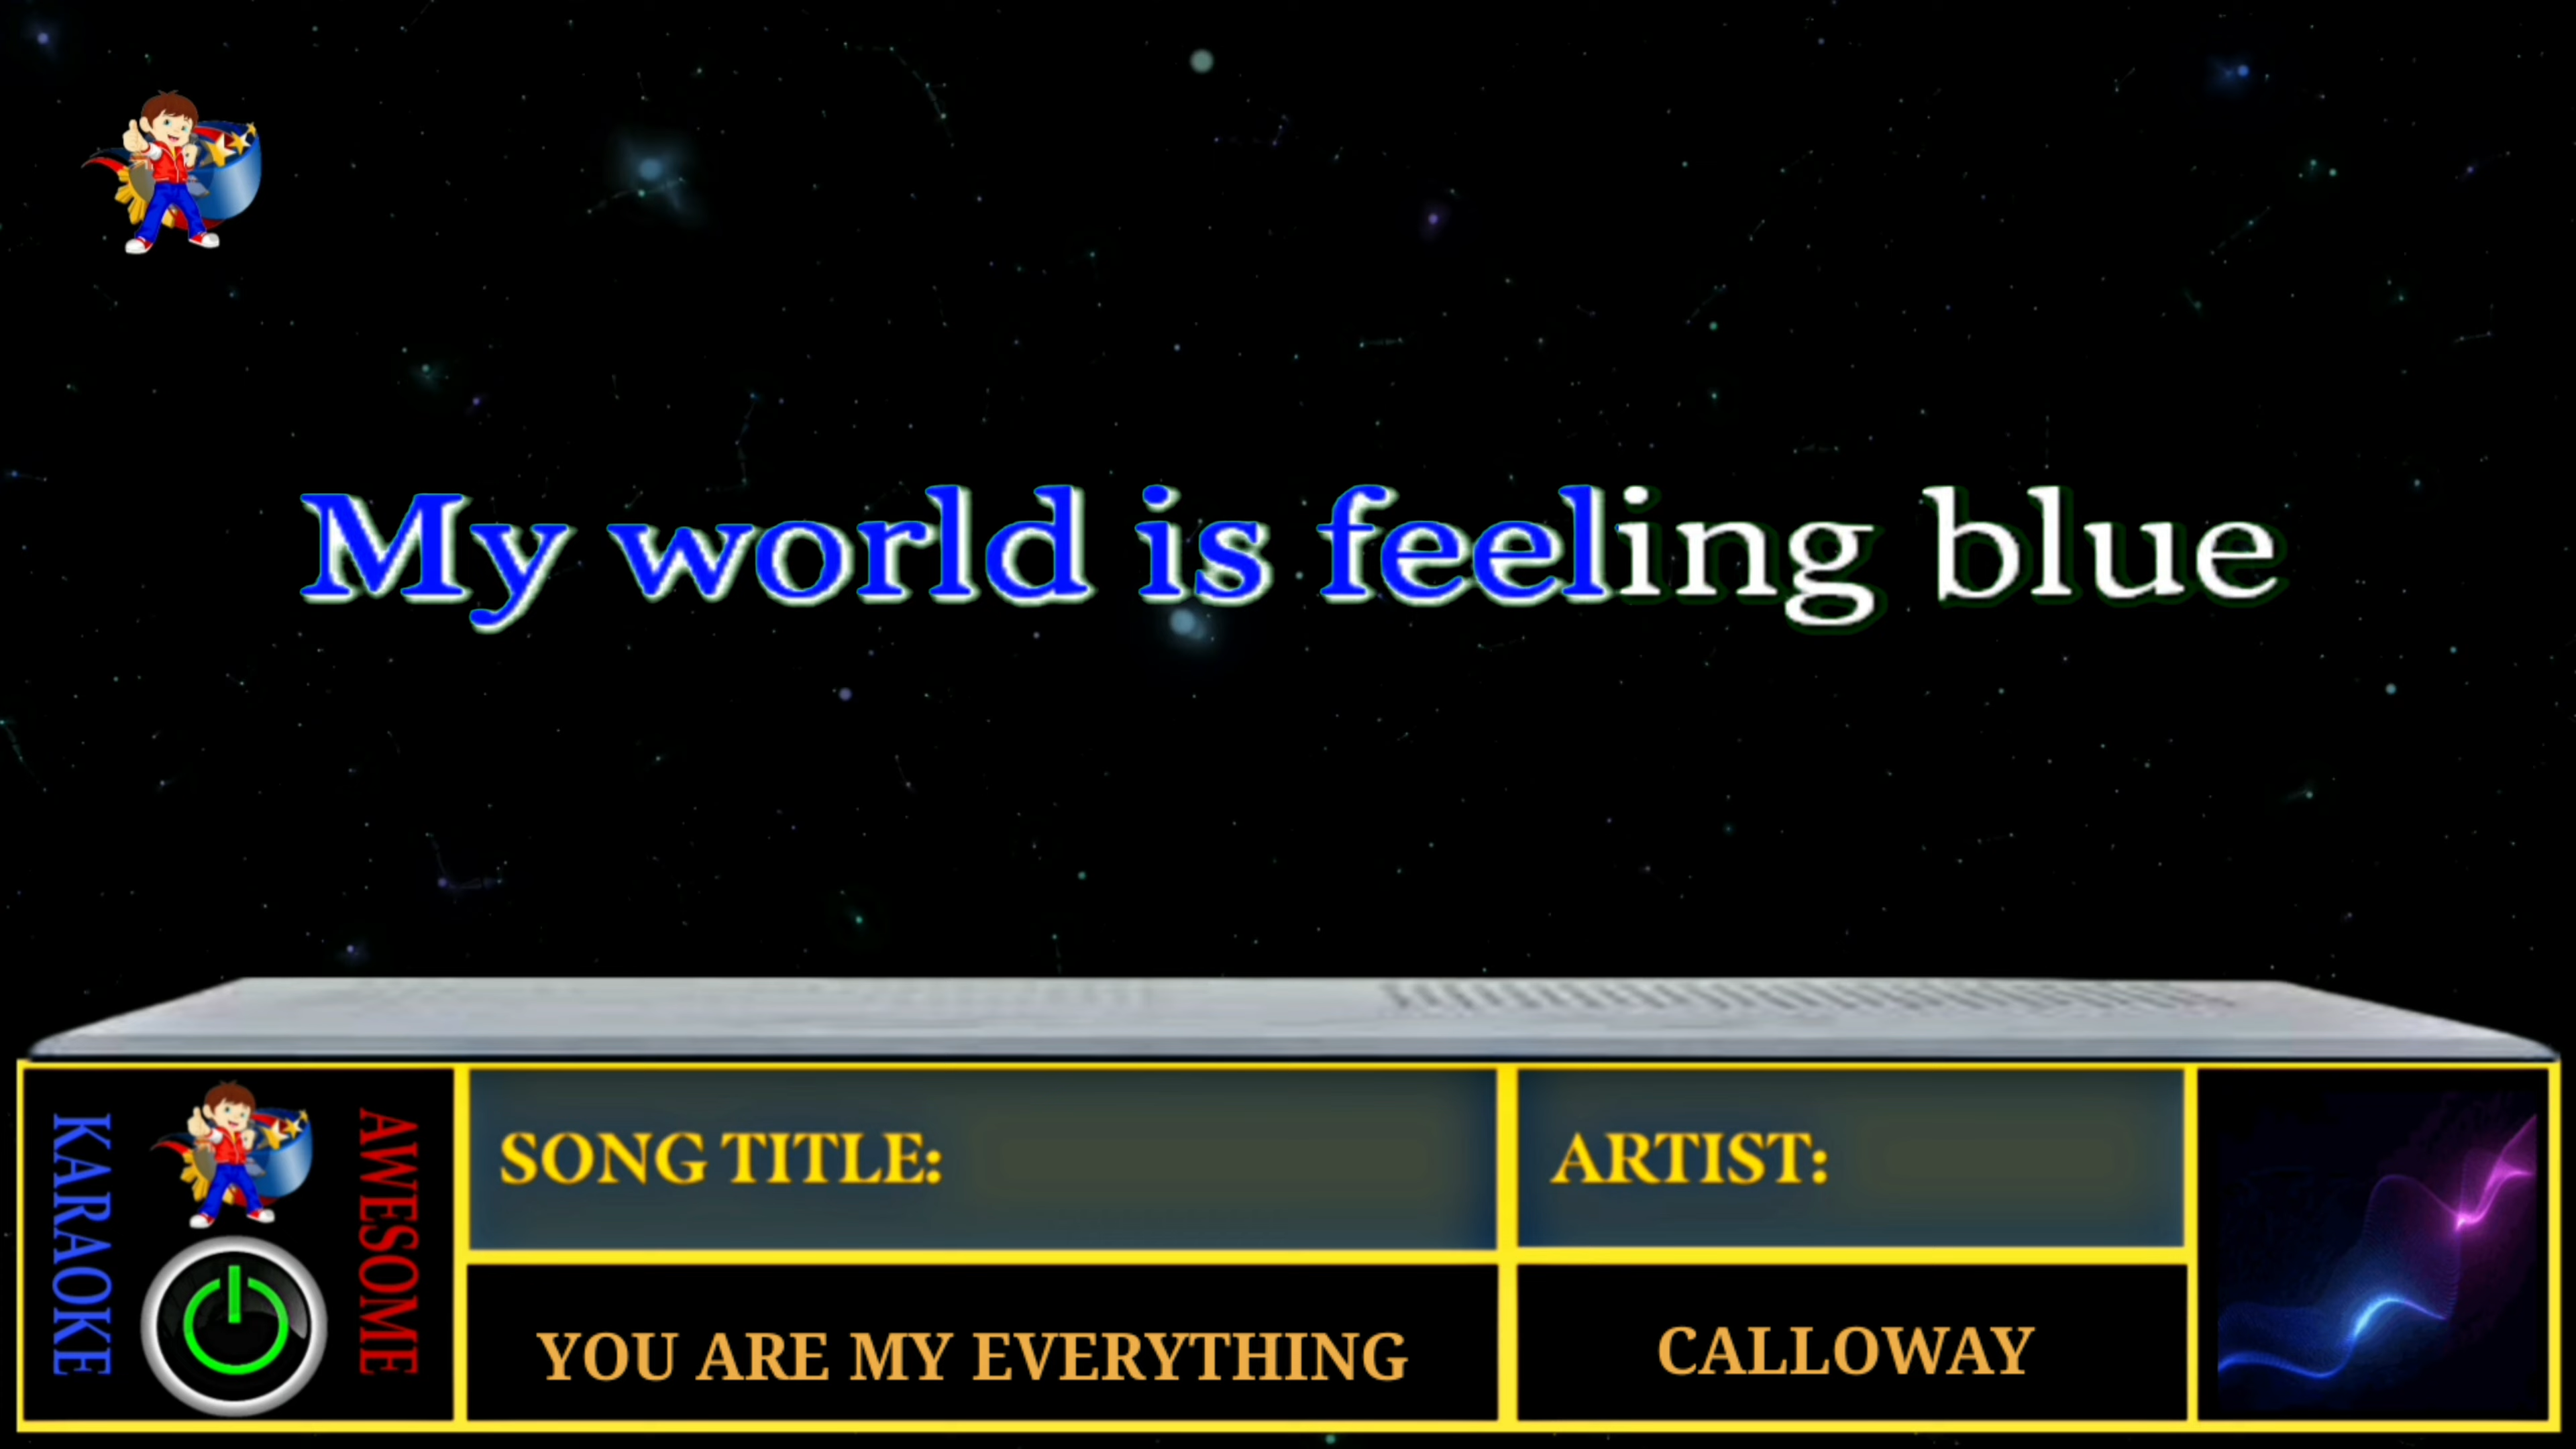 My world is feeling blue
KARAOKE
AWESOME
SONG TITLE:
ARTIST:
YOU ARE MY EVERYTHING
CALLOWAY